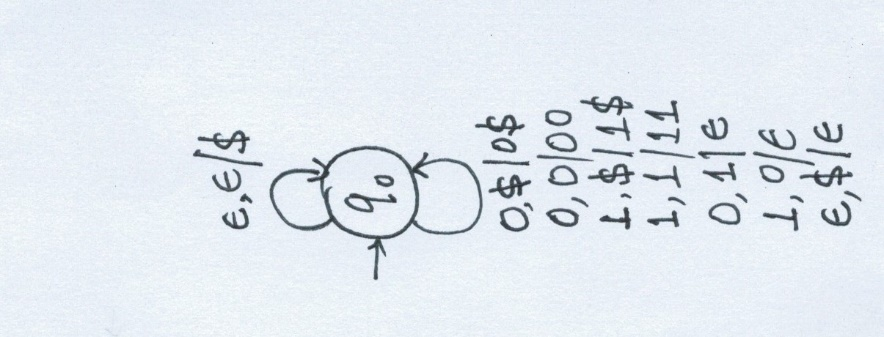 ε,ε/$
q₀
0,$/0$
0,0/00
1,$/1$
1,1/11
0,1/ε
1,0/ε
ε,$/ε